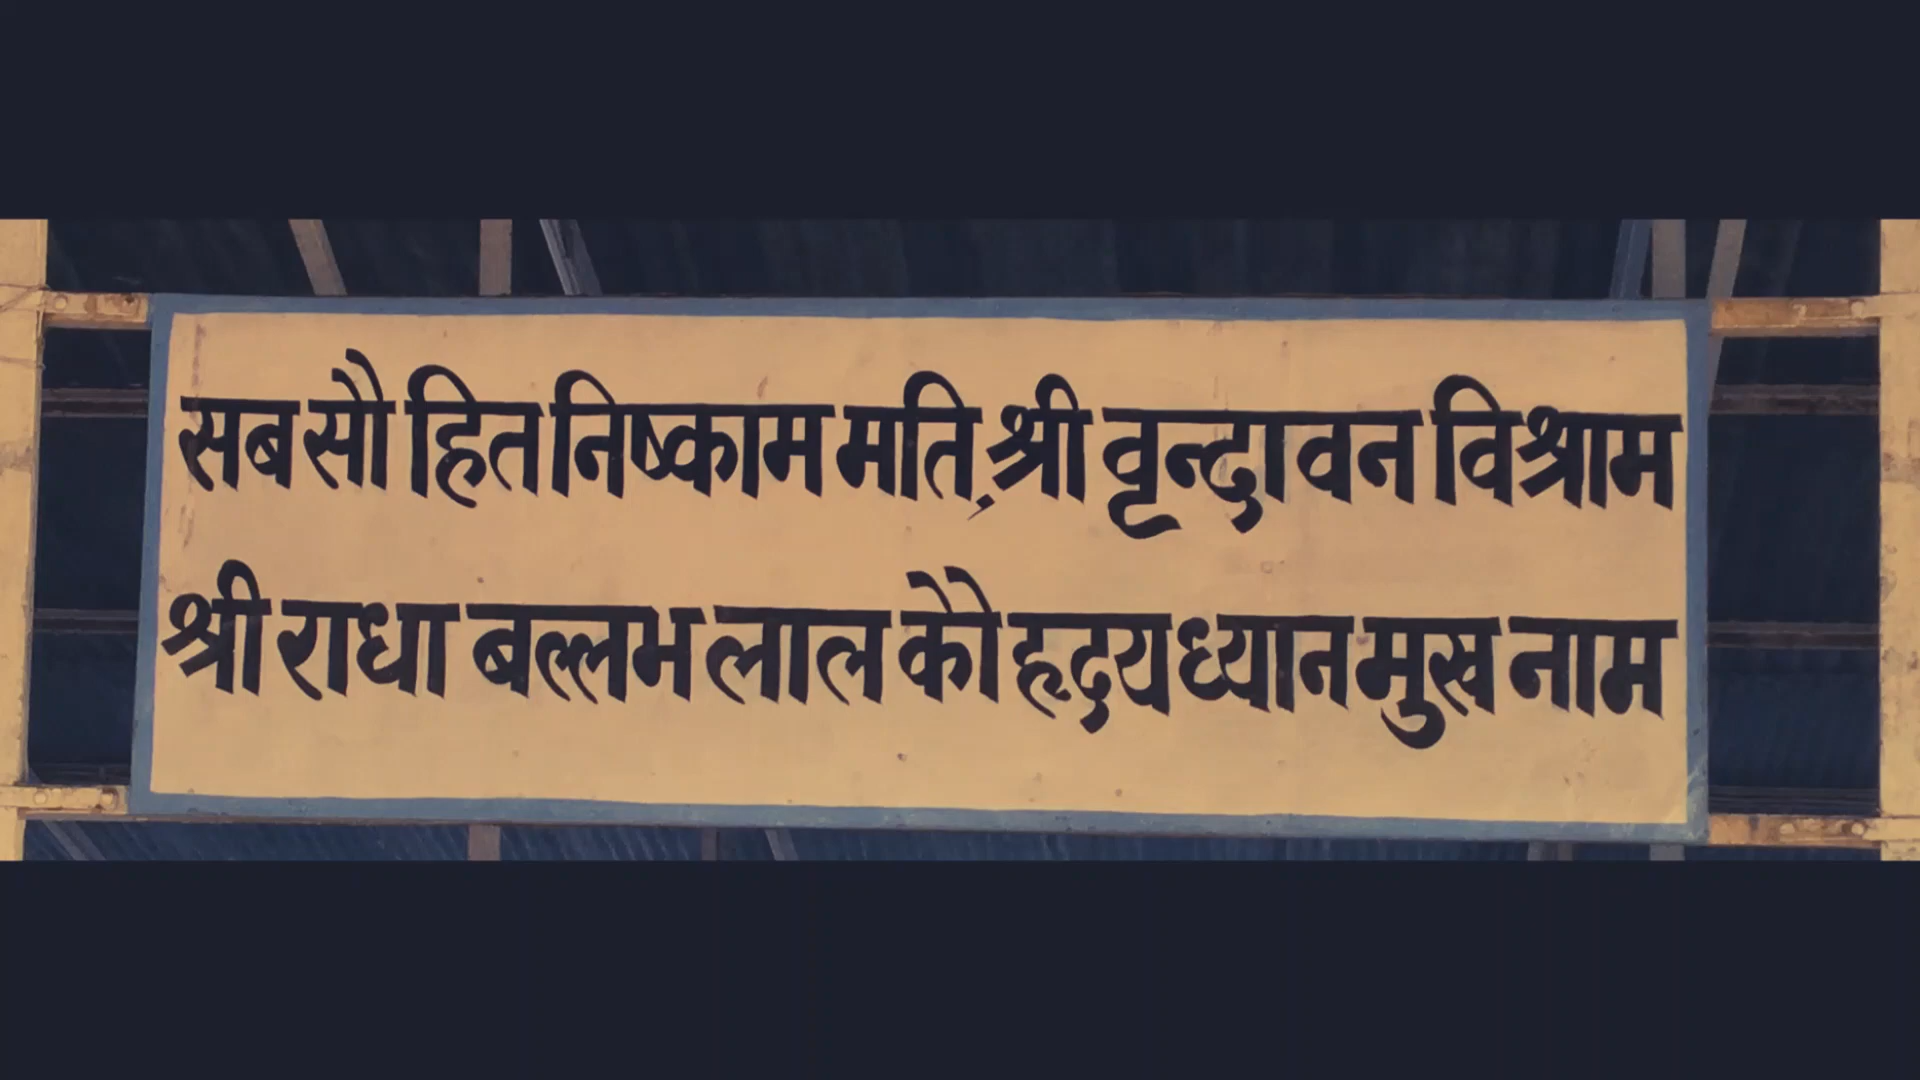 सब सौ हित निष्काम मति, श्री वृन्दावन विश्राम
श्री राधा बल्लभ लाल कौ हृदय ध्यान मुख नाम